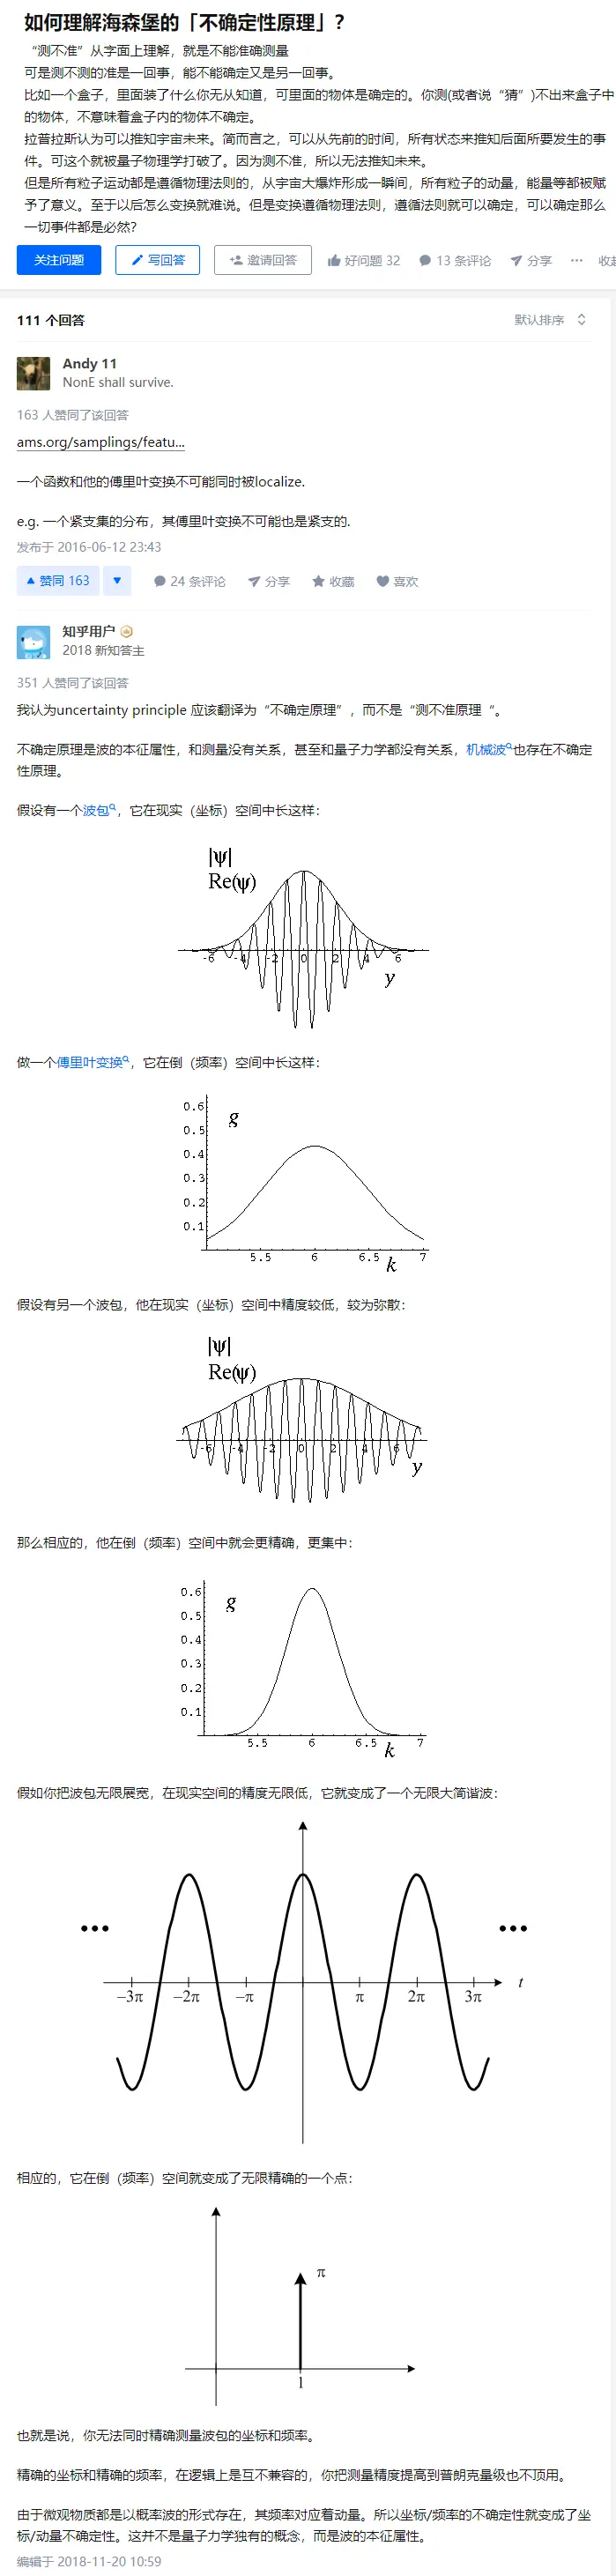 如何理解海森堡的「不确定性原理」?
“测不准”从字面上理解，就是不能准确测量
可是测不测的准是一回事，能不能确定又是另一回事。
比如一个盒子，里面装了什么你无从知道，可里面的物体是确定的。你测(或者说“猜”)不出来盒子中
的物体，不意味着盒子内的物体不确定。
拉普拉斯认为可以推知宇宙未来。简而言之，可以从先前的时间，所有状态来推知后面所要发生的事
件。可这个就被量子物理学打破了。因为测不准，所以无法推知未来。
但是所有粒子运动都是遵循物理法则的，从宇宙大爆炸形成一瞬间，所有粒子的动量，能量等都被赋
予了意义。至于以后怎么变换就难说。但是变换遵循物理法则，遵循法则就可以确定，可以确定那么
一切事件都是必然?
关注问题 写回答 邀请回答 好问题 32 13 条评论 分享 ··· 收
111 个回答 默认排序
Andy 11
NonE shall survive.
163 人赞同了该回答
ams.org/samplings/featu...
一个函数和他的傅里叶变换不可能同时被localize.
e.g. 一个紧支集的分布，其傅里叶变换不可能也是紧支的.
发布于 2016-06-12 23:43
赞同 163 24 条评论 分享 收藏 喜欢
知乎用户
2018 新知答主
351 人赞同了该回答
我认为uncertainty principle 应该翻译为“不确定原理”，而不是“测不准原理“。
不确定原理是波的本征属性，和测量没有关系，甚至和量子力学都没有关系，机械波也存在不确定
性原理。
假设有一个波包，它在现实（坐标）空间中长这样：
|ψ|
Re(ψ)
-6 -4 -2 0 2 4 6
y
做一个傅里叶变换，它在倒（频率）空间中长这样：
0.6
g
0.5
0.4
0.3
0.2
0.1
5.5 6 6.5 7
k
假设有另一个波包，他在现实（坐标）空间中精度较低，较为弥散：
|ψ|
Re(ψ)
-6 -4 -2 0 2 4 6
y
那么相应的，他在倒（频率）空间中就会更精确，更集中：
0.6
g
0.5
0.4
0.3
0.2
0.1
5.5 6 6.5 7
k
假如你把波包无限展宽，在现实空间的精度无限低，它就变成了一个无限大简谐波：
••• •••
−3π −2π −π π 2π 3π t
相应的，它在倒（频率）空间就变成了无限精确的一个点：
π
1
也就是说，你无法同时精确测量波包的坐标和频率。
精确的坐标和精确的频率，在逻辑上是互不兼容的，你把测量精度提高到普朗克量级也不顶用。
由于微观物质都是以概率波的形式存在，其频率对应着动量。所以坐标/频率的不确定性就变成了坐
标/动量不确定性。这并不是量子力学独有的概念，而是波的本征属性。
编辑于 2018-11-20 10:59